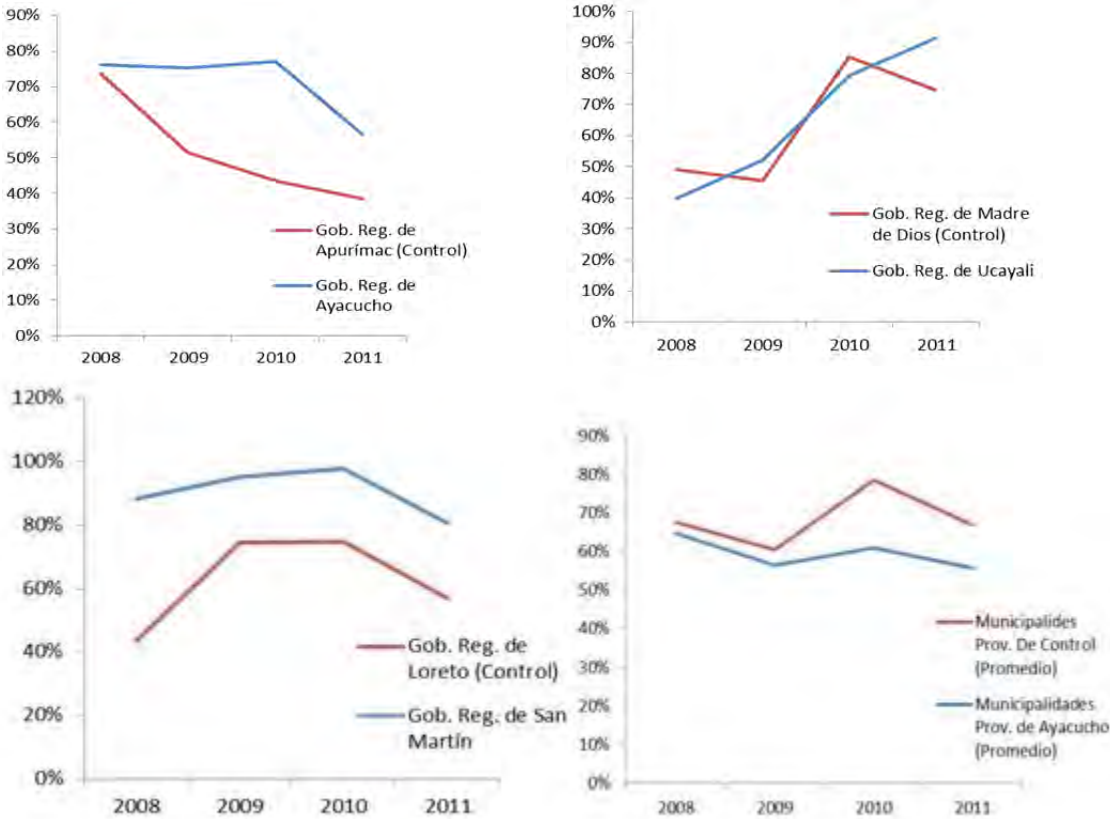 90%
80%
70%
60%
50%
40%
30%
20%
10%
0%
2008 2009 2010 2011
Gob. Reg. de
Apurímac (Control)
Gob. Reg. de
Ayacucho
100%
90%
80%
70%
60%
50%
40%
30%
20%
10%
0%
2008 2009 2010 2011
Gob. Reg. de Madre
de Dios (Control)
Gob. Reg. de Ucayali
120%
100%
80%
60%
40%
20%
0%
2008 2009 2010 2011
Gob. Reg. de
Loreto (Control)
Gob. Reg. de San
Martín
90%
80%
70%
60%
50%
40%
30%
20%
10%
0%
2008 2009 2010 2011
Municipalides
Prov. De Control
(Promedio)
Municipalidades
Prov. de Ayacucho
(Promedio)